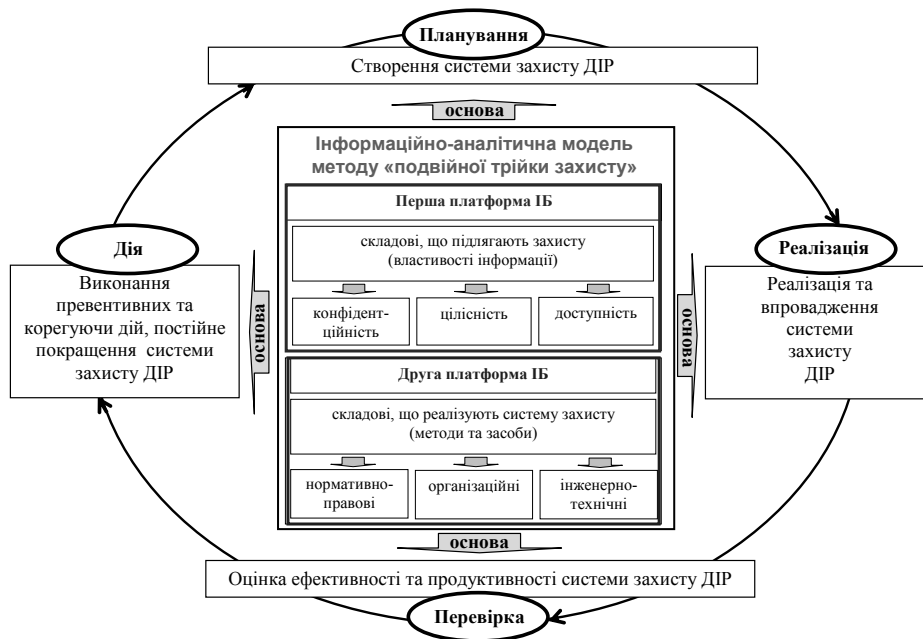 Планування
Створення системи захисту ДІР
основа
Інформаційно-аналітична модель
методу «подвійної трійки захисту»
Перша платформа ІБ
складові, що підлягають захисту
(властивості інформації)
конфідент-
ційність
цілісність
доступність
Друга платформа ІБ
складові, що реалізують систему захисту
(методи та засоби)
нормативно-
правові
організаційні
інженерно-
технічні
Дія
Виконання
превентивних та
корегуючи дій, постійне
покращення системи
захисту ДІР
основа
основа
Реалізація
Реалізація та
впровадження
системи
захисту
ДІР
основа
Оцінка ефективності та продуктивності системи захисту ДІР
Перевірка